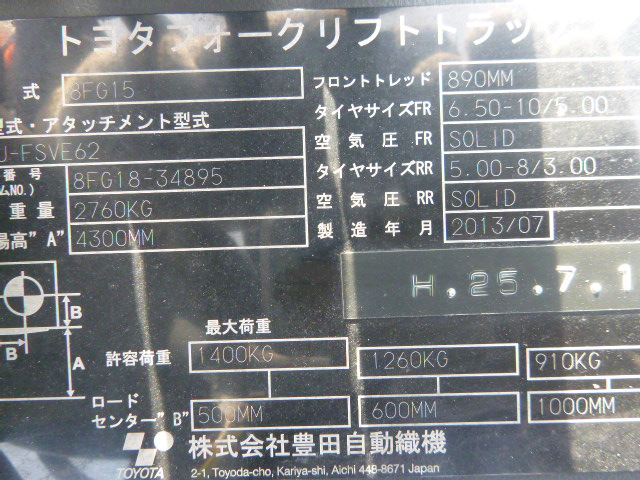 トヨタフォークリフトトラック
式 8FG15
フロントトレッド 890MM
型式・アタッチメント型式
タイヤサイズFR 6.50-10/5.00
J-FSVE62
空気圧FR SOLID
番号 8FG18-34895
ムNO.)
タイヤサイズRR 5.00-8/3.00
重量 2760KG
空気圧RR SOLID
揚高"A" 4300MM
製造年月 2013/07
H.25.7.1
B
B
A
最大荷重
許容荷重 1400KG 1260KG 910KG
ロード
センター"B" 500MM 600MM 1000MM
TOYOTA 株式会社豊田自動織機
2-1, Toyoda-cho, Kariya-shi, Aichi 448-8671 Japan